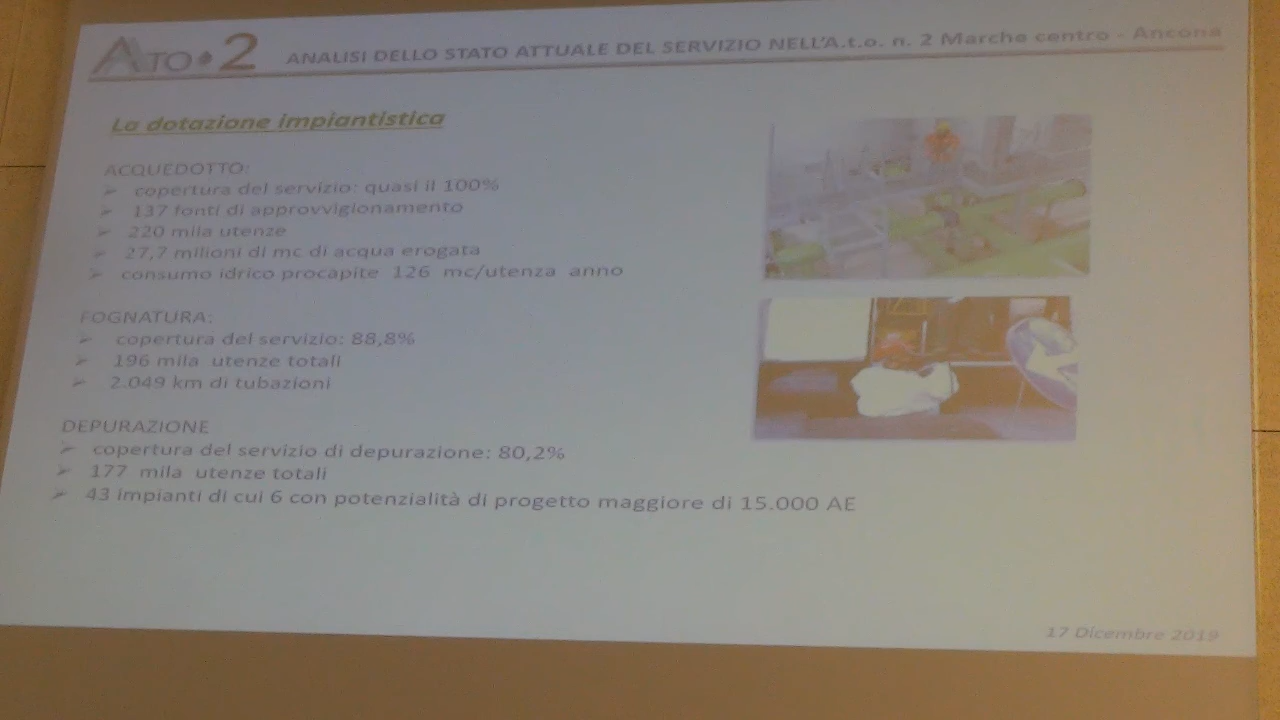 ATO•2 ANALISI DELLO STATO ATTUALE DEL SERVIZIO NELL'A.t.o. n. 2 Marche centro - Ancona
La dotazione impiantistica
ACQUEDOTTO:
➢ copertura del servizio: quasi il 100%
➢ 137 fonti di approvvigionamento
➢ 220 mila utenze
➢ 27,7 milioni di mc di acqua erogata
➢ consumo idrico procapite 126 mc/utenza anno
FOGNATURA:
➢ copertura del servizio: 88,8%
➢ 196 mila utenze totali
➢ 2.049 km di tubazioni
DEPURAZIONE
➢ copertura del servizio di depurazione: 80,2%
➢ 177 mila utenze totali
➢ 43 impianti di cui 6 con potenzialità di progetto maggiore di 15.000 AE
17 Dicembre 2019